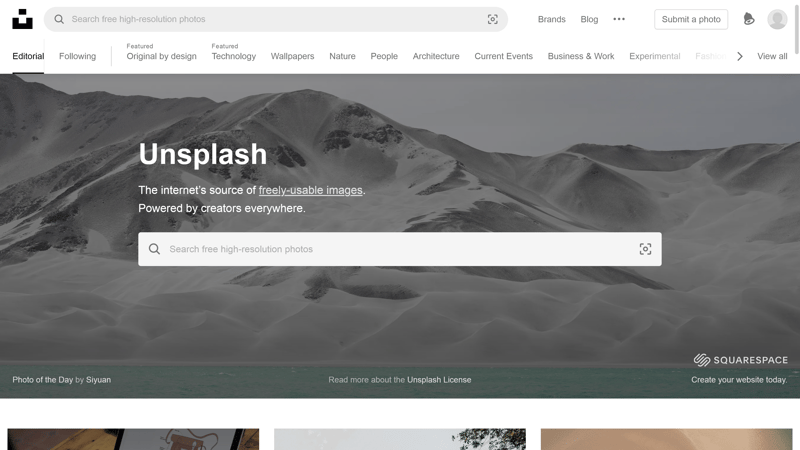 Search free high-resolution photos
Brands
Blog
Submit a photo
Editorial
Following
Featured
Original by design
Featured
Technology
Wallpapers
Nature
People
Architecture
Current Events
Business & Work
Experimental
View all
Unsplash
The internet’s source of freely-usable images.
Powered by creators everywhere.
Search free high-resolution photos
SQUARESPACE
Photo of the Day by Siyuan
Read more about the Unsplash License
Create your website today.